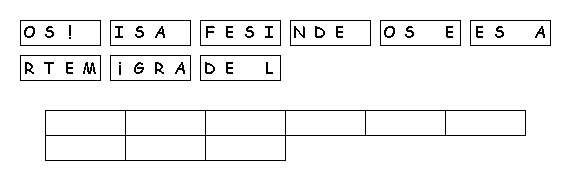 OS! ISA FESI NDE OS E ES A
RTEM ¡GRA DE L